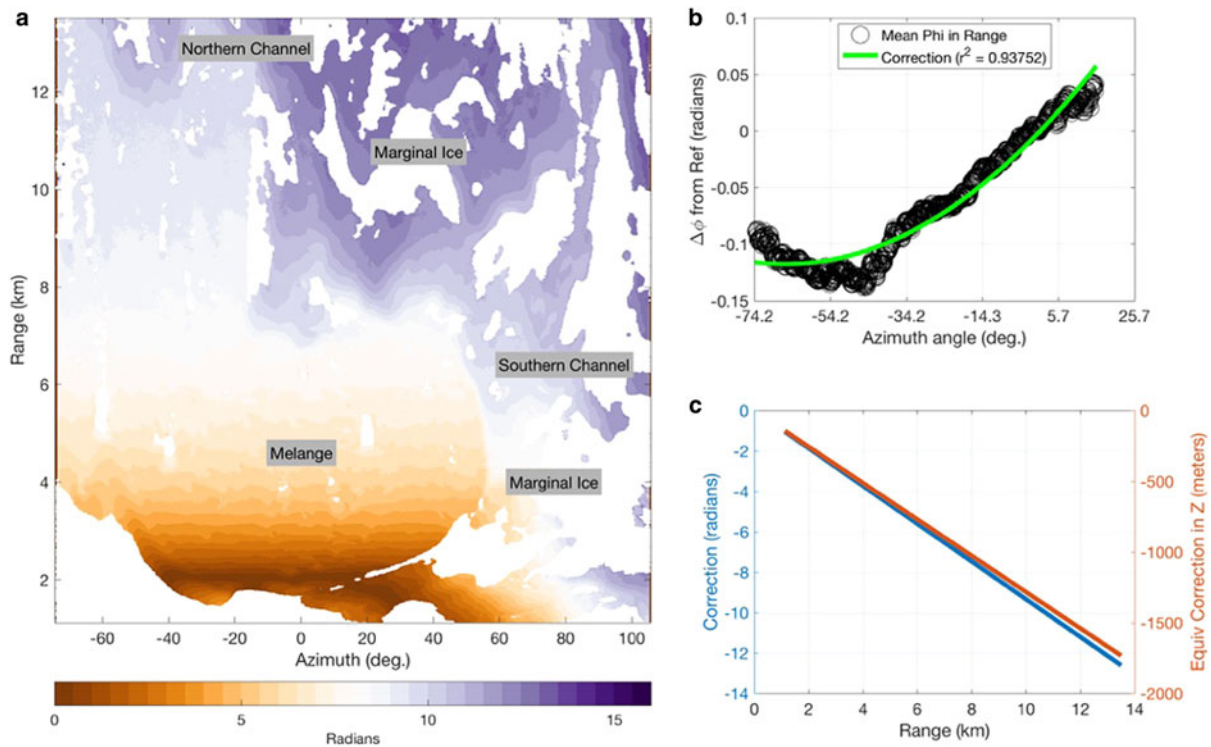 a
Northern Channel
Marginal Ice
Southern Channel
Melange
Marginal Ice
Range (km)
12
10
8
6
4
2
-60 -40 -20 0 20 40 60 80 100
Azimuth (deg.)
0 5 10 15
Radians
b
Mean Phi in Range
Correction (r² = 0.93752)
Δϕ from Ref (radians)
0.1
0.05
0
-0.05
-0.1
-0.15
-74.2 -54.2 -34.2 -14.3 5.7 25.7
Azimuth angle (deg.)
c
Correction (radians)
0
-2
-4
-6
-8
-10
-12
-14
0 2 4 6 8 10 12 14
Range (km)
0
-500
-1000
-1500
-2000
Equiv Correction in Z (meters)